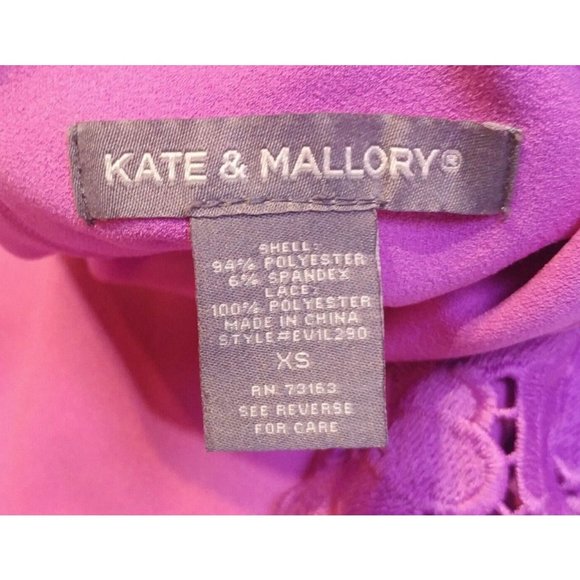 KATE & MALLORY®
SHELL:
94% POLYESTER
6% SPANDEX
LACE:
100% POLYESTER
MADE IN CHINA
STYLE#EV1L290
XS
RN 73163
SEE REVERSE
FOR CARE